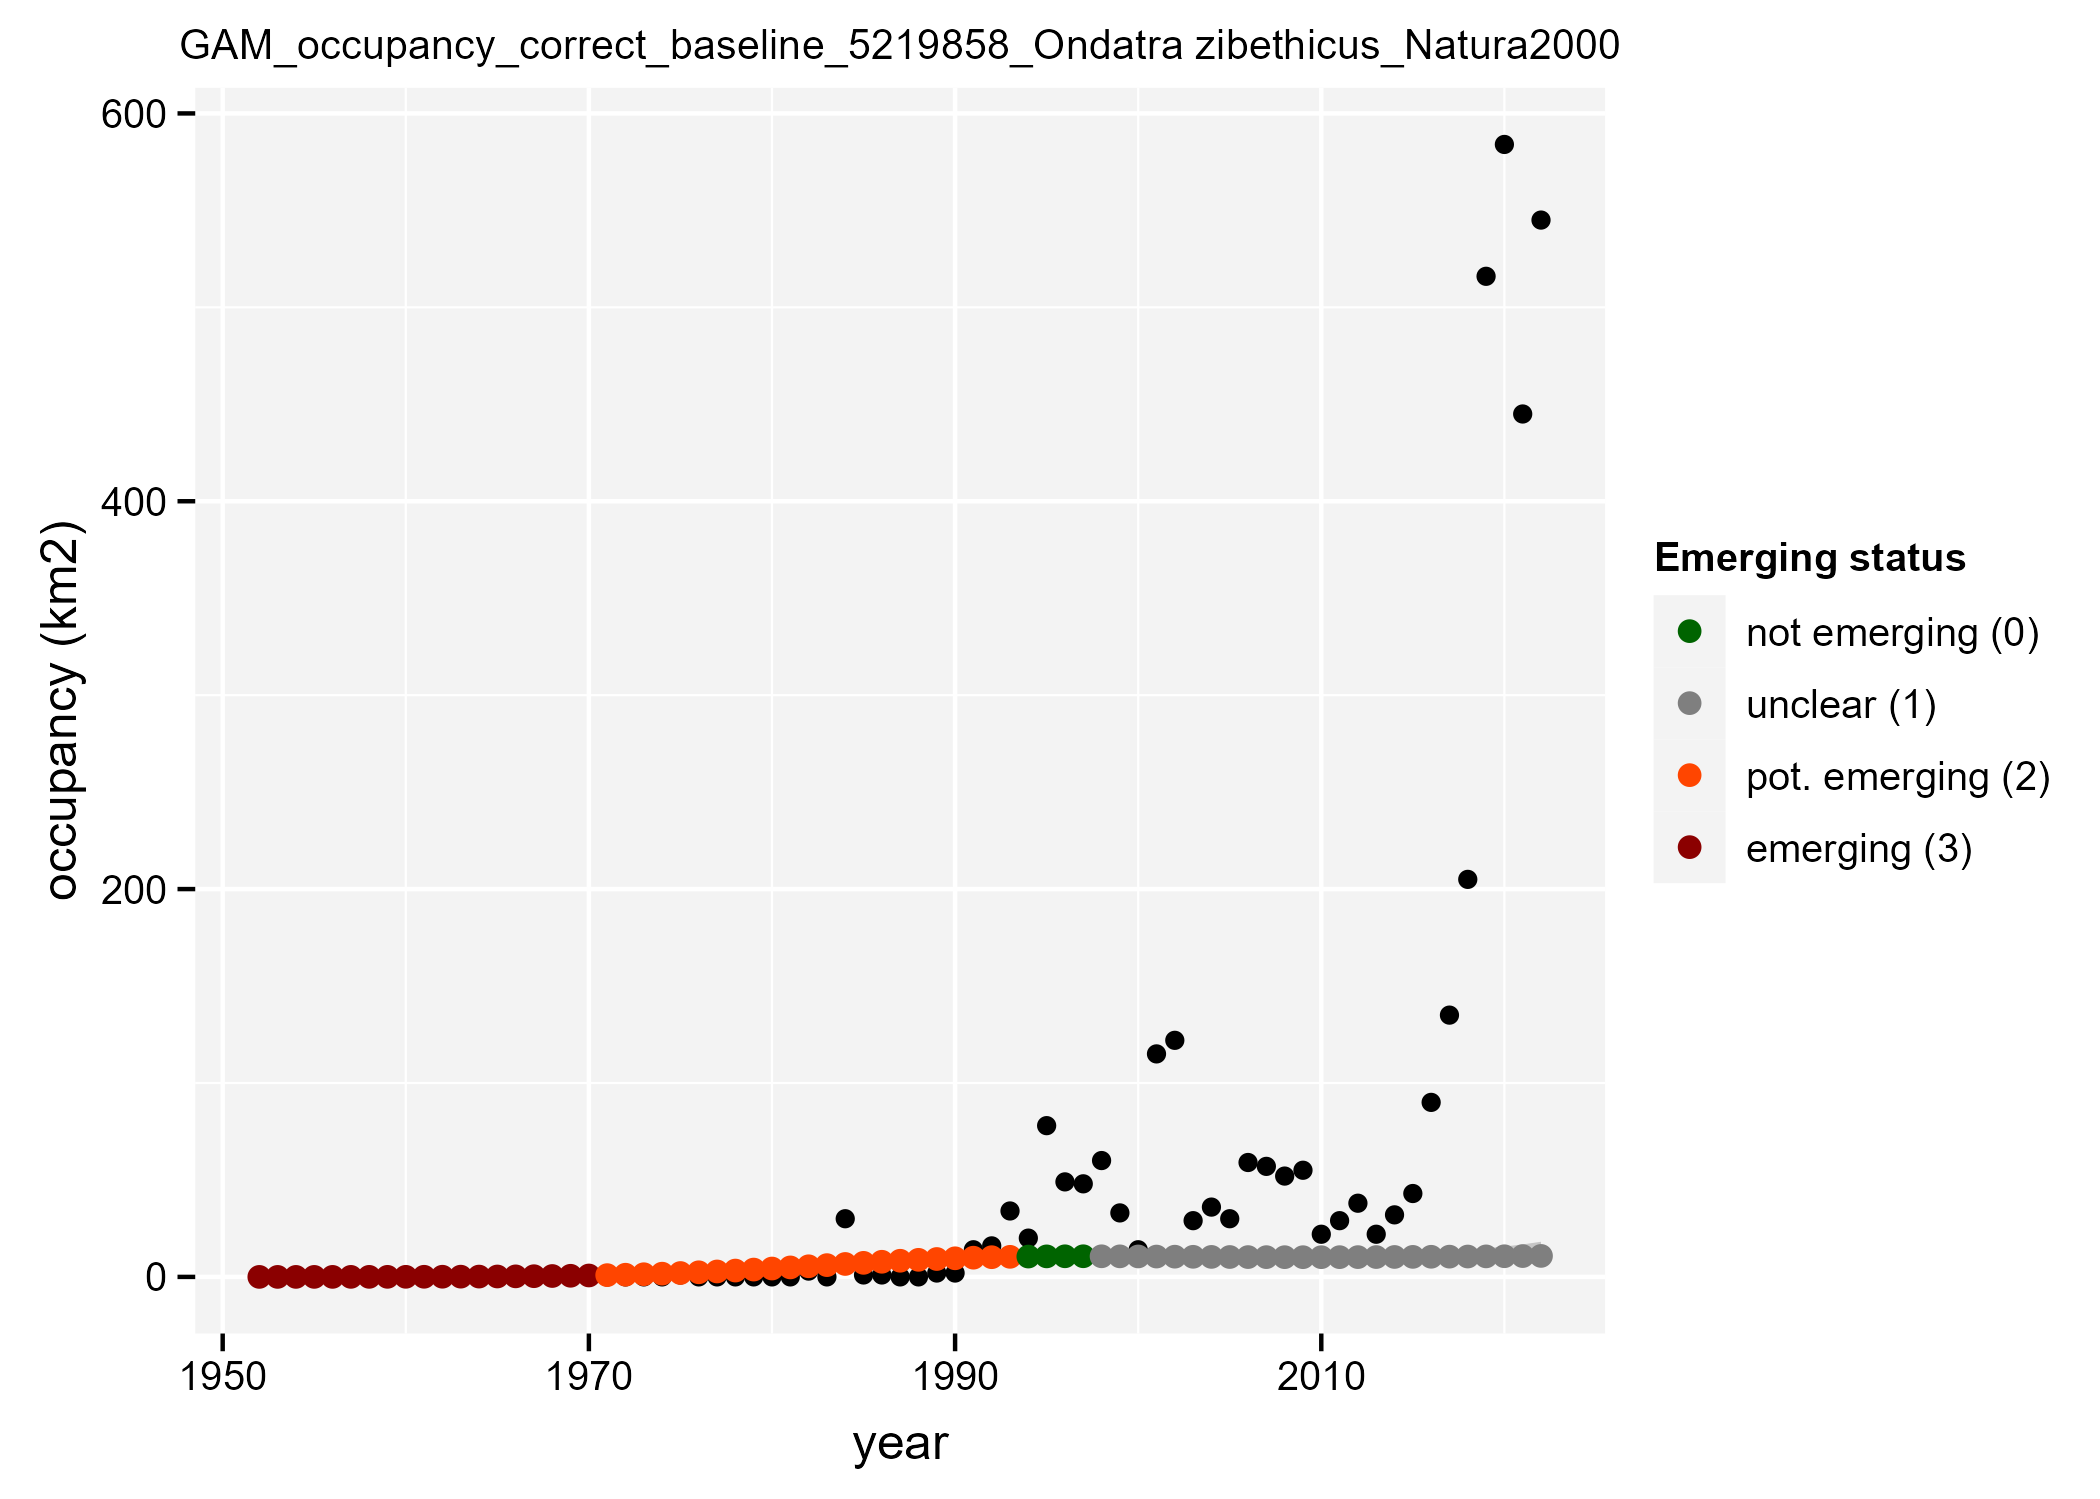 GAM_occupancy_correct_baseline_5219858_Ondatra zibethicus_Natura2000
600
400
200
0
occupancy (km2)
1950
1970
1990
2010
year
Emerging status
not emerging (0)
unclear (1)
pot. emerging (2)
emerging (3)